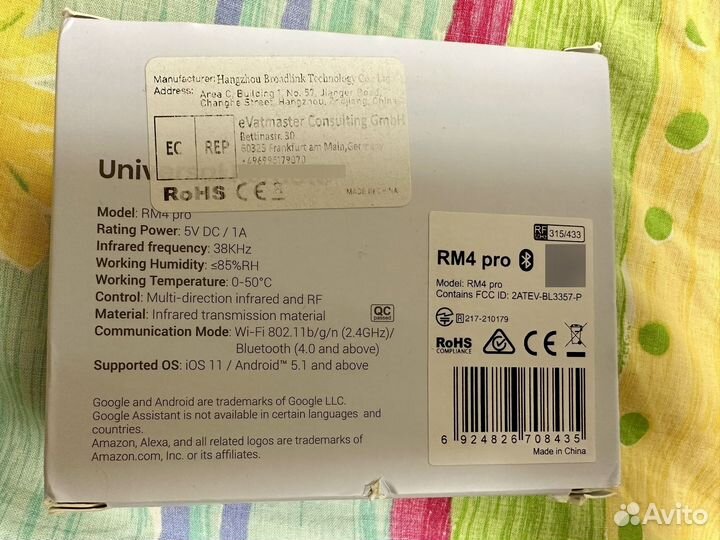 Manufacturer: Hangzhou Broadlink Technology Co., Ltd
Address: Area C, Building 1, No. 57, Jianger Road,
Changhe Street, Hangzhou, Zhejiang, China
EC REP
eVatmaster Consulting GmbH
Bettinastr. 30
60325 Frankfurt am Main, Germany
RoHS CE
MADE IN CHINA
Univers
Model: RM4 pro
Rating Power: 5V DC / 1A
Infrared frequency: 38KHz
Working Humidity: ≤85%RH
Working Temperature: 0-50°C
Control: Multi-direction infrared and RF
Material: Infrared transmission material
QC
passed
Communication Mode: Wi-Fi 802.11b/g/n (2.4GHz)/
Bluetooth (4.0 and above)
Supported OS: iOS 11 / Android™ 5.1 and above
Google and Android are trademarks of Google LLC.
Google Assistant is not available in certain languages and
countries.
Amazon, Alexa, and all related logos are trademarks of
Amazon.com, Inc. or its affiliates.
RF 315/433
RM4 pro
Model: RM4 pro
Contains FCC ID: 2ATEV-BL3357-P
R 217-210179
RoHS
COMPLIANCE
CE
6 924826 708435
Made in China
Avito